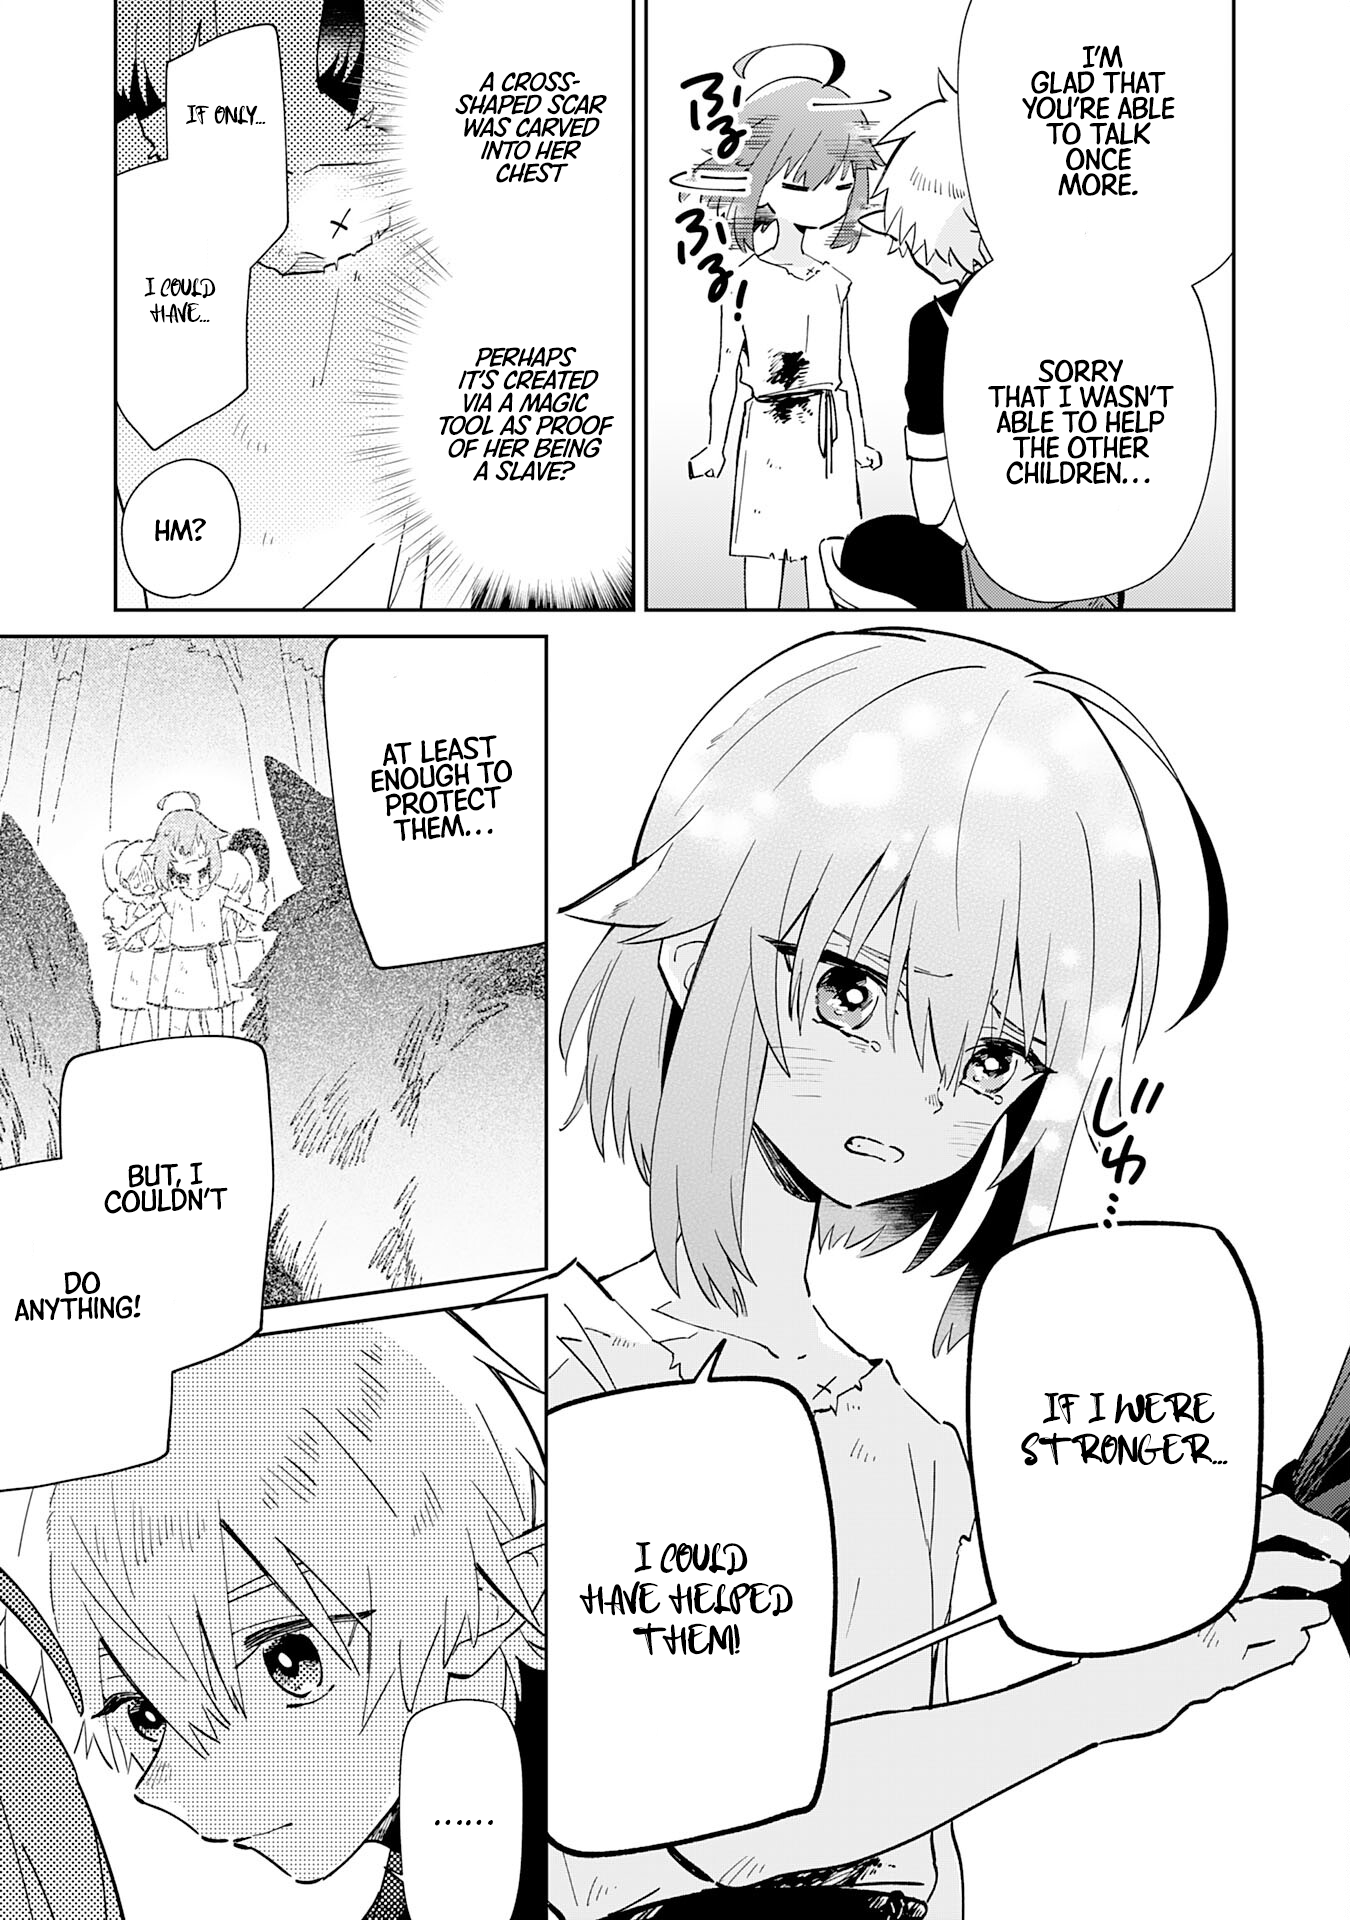 I'M
GLAD THAT
YOU'RE ABLE
TO TALK
ONCE
MORE.
ふる
ふる!
SORRY
THAT I WASN'T
ABLE TO HELP
THE OTHER
CHILDREN...
A CROSS-
SHAPED SCAR
WAS CARVED
INTO HER
CHEST
PERHAPS
IT'S CREATED
VIA A MAGIC
TOOL AS PROOF
OF HER BEING
A SLAVE?
IF ONLY...
I COULD
HAVE...
HM?
じゅ...
IF I WERE
STRONGER...
I COULD
HAVE HELPED
THEM!
AT LEAST
ENOUGH TO
PROTECT
THEM...
BUT, I
COULDN'T
DO
ANYTHING!
......